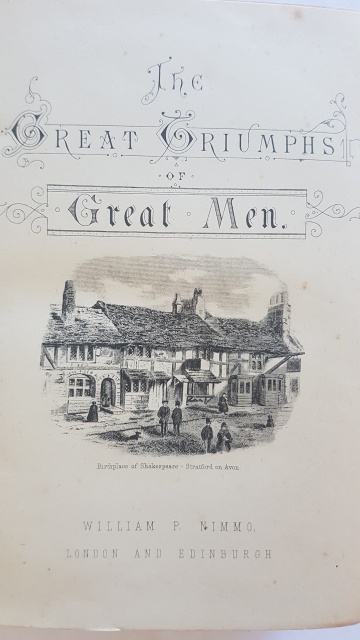 The
GREAT TRIUMPHS
OF
Great Men.
Birthplace of Shakespeare - Stratford on Avon
WILLIAM P. NIMMO,
LONDON AND EDINBURGH